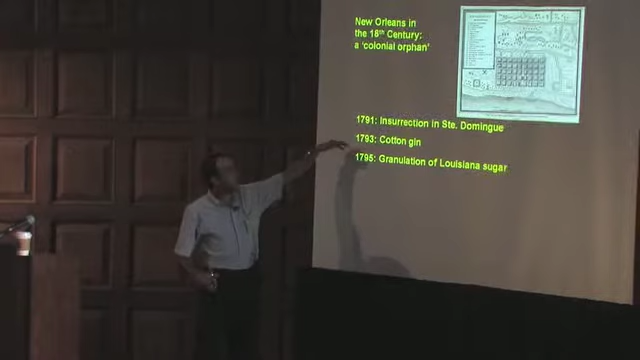 New Orleans in
the 18th Century:
a 'colonial orphan'
1791: Insurrection in Ste. Domingue
1793: Cotton gin
1795: Granulation of Louisiana sugar